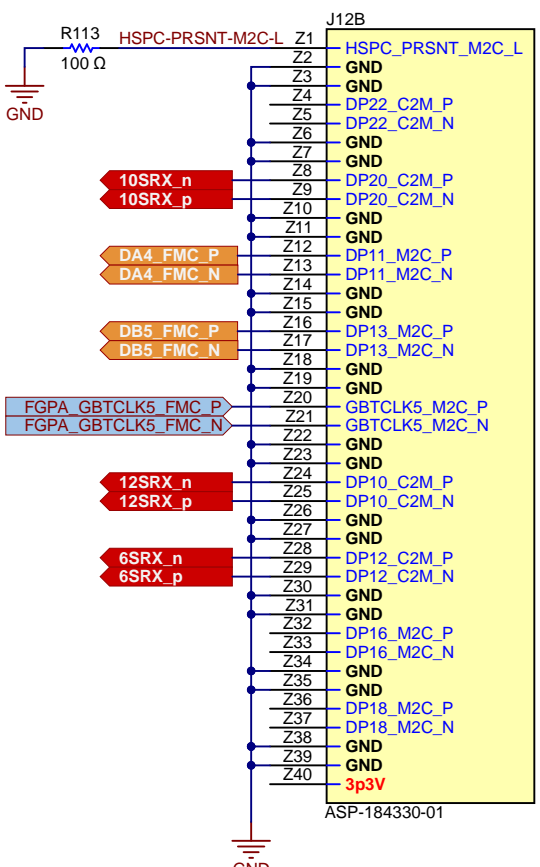 J12B
R113 HSPC-PRSNT-M2C-L Z1 HSPC_PRSNT_M2C_L
100 Ω
GND
Z2 GND
Z3 GND
Z4 DP22_C2M_P
Z5 DP22_C2M_N
Z6 GND
Z7 GND
10SRX_n Z8 DP20_C2M_P
10SRX_p Z9 DP20_C2M_N
Z10 GND
Z11 GND
DA4_FMC_P Z12 DP11_M2C_P
DA4_FMC_N Z13 DP11_M2C_N
Z14 GND
Z15 GND
DB5_FMC_P Z16 DP13_M2C_P
DB5_FMC_N Z17 DP13_M2C_N
Z18 GND
Z19 GND
FGPA_GBTCLK5_FMC_P Z20 GBTCLK5_M2C_P
FGPA_GBTCLK5_FMC_N Z21 GBTCLK5_M2C_N
Z22 GND
Z23 GND
12SRX_n Z24 DP10_C2M_P
12SRX_p Z25 DP10_C2M_N
Z26 GND
Z27 GND
6SRX_n Z28 DP12_C2M_P
6SRX_p Z29 DP12_C2M_N
Z30 GND
Z31 GND
Z32 DP16_M2C_P
Z33 DP16_M2C_N
Z34 GND
Z35 GND
Z36 DP18_M2C_P
Z37 DP18_M2C_N
Z38 GND
Z39 GND
Z40 3p3V
ASP-184330-01
GND